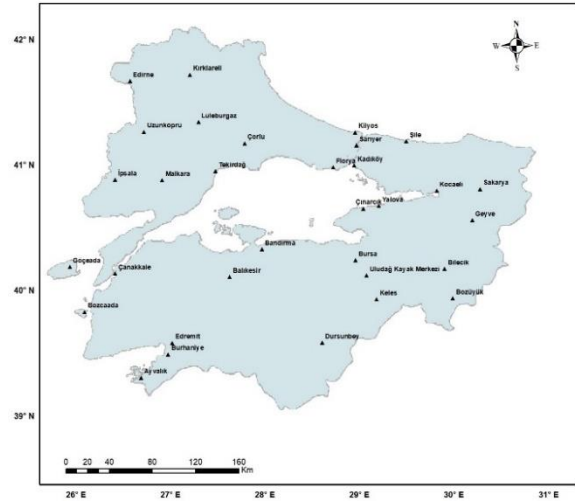 N
W E
S
42° N
Kırklareli
Edirne
Lüleburgaz
Uzunköprü
Kilyos
Şile
Çorlu
Sarıyer
41° N
Tekirdağ
Florya
Kadıköy
İpsala
Malkara
Kocaeli
Sakarya
Çınarcık
Yalova
Geyve
Bandırma
Bursa
Gökçeada
Çanakkale
Balıkesir
Uludağ Kayak Merkezi
Bilecik
40° N
Keles
Bozüyük
Bozcaada
Edremit
Burhaniye
Dursunbey
Ayvalık
39° N
0 20 40 80 120 160
Km
26° E 27° E 28° E 29° E 30° E 31° E